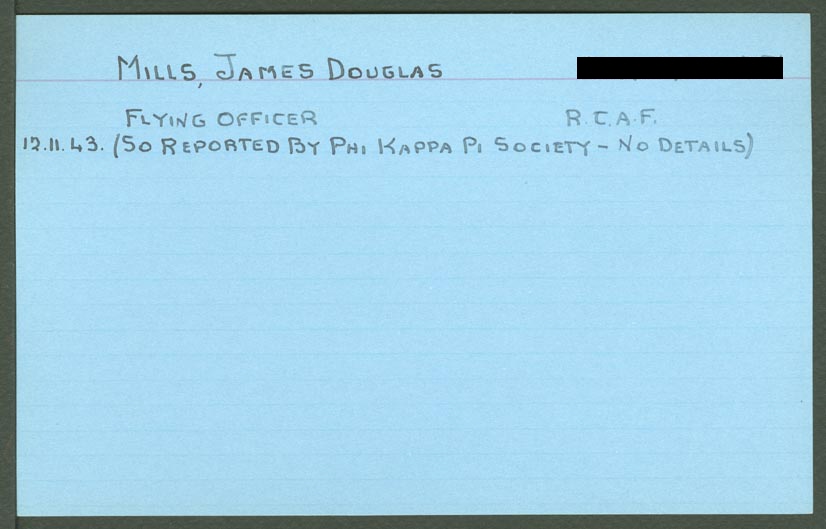 MILLS, JAMES DOUGLAS
FLYING OFFICER R.C.A.F.
12.11.43. (SO REPORTED BY PHI KAPPA PI SOCIETY - NO DETAILS)